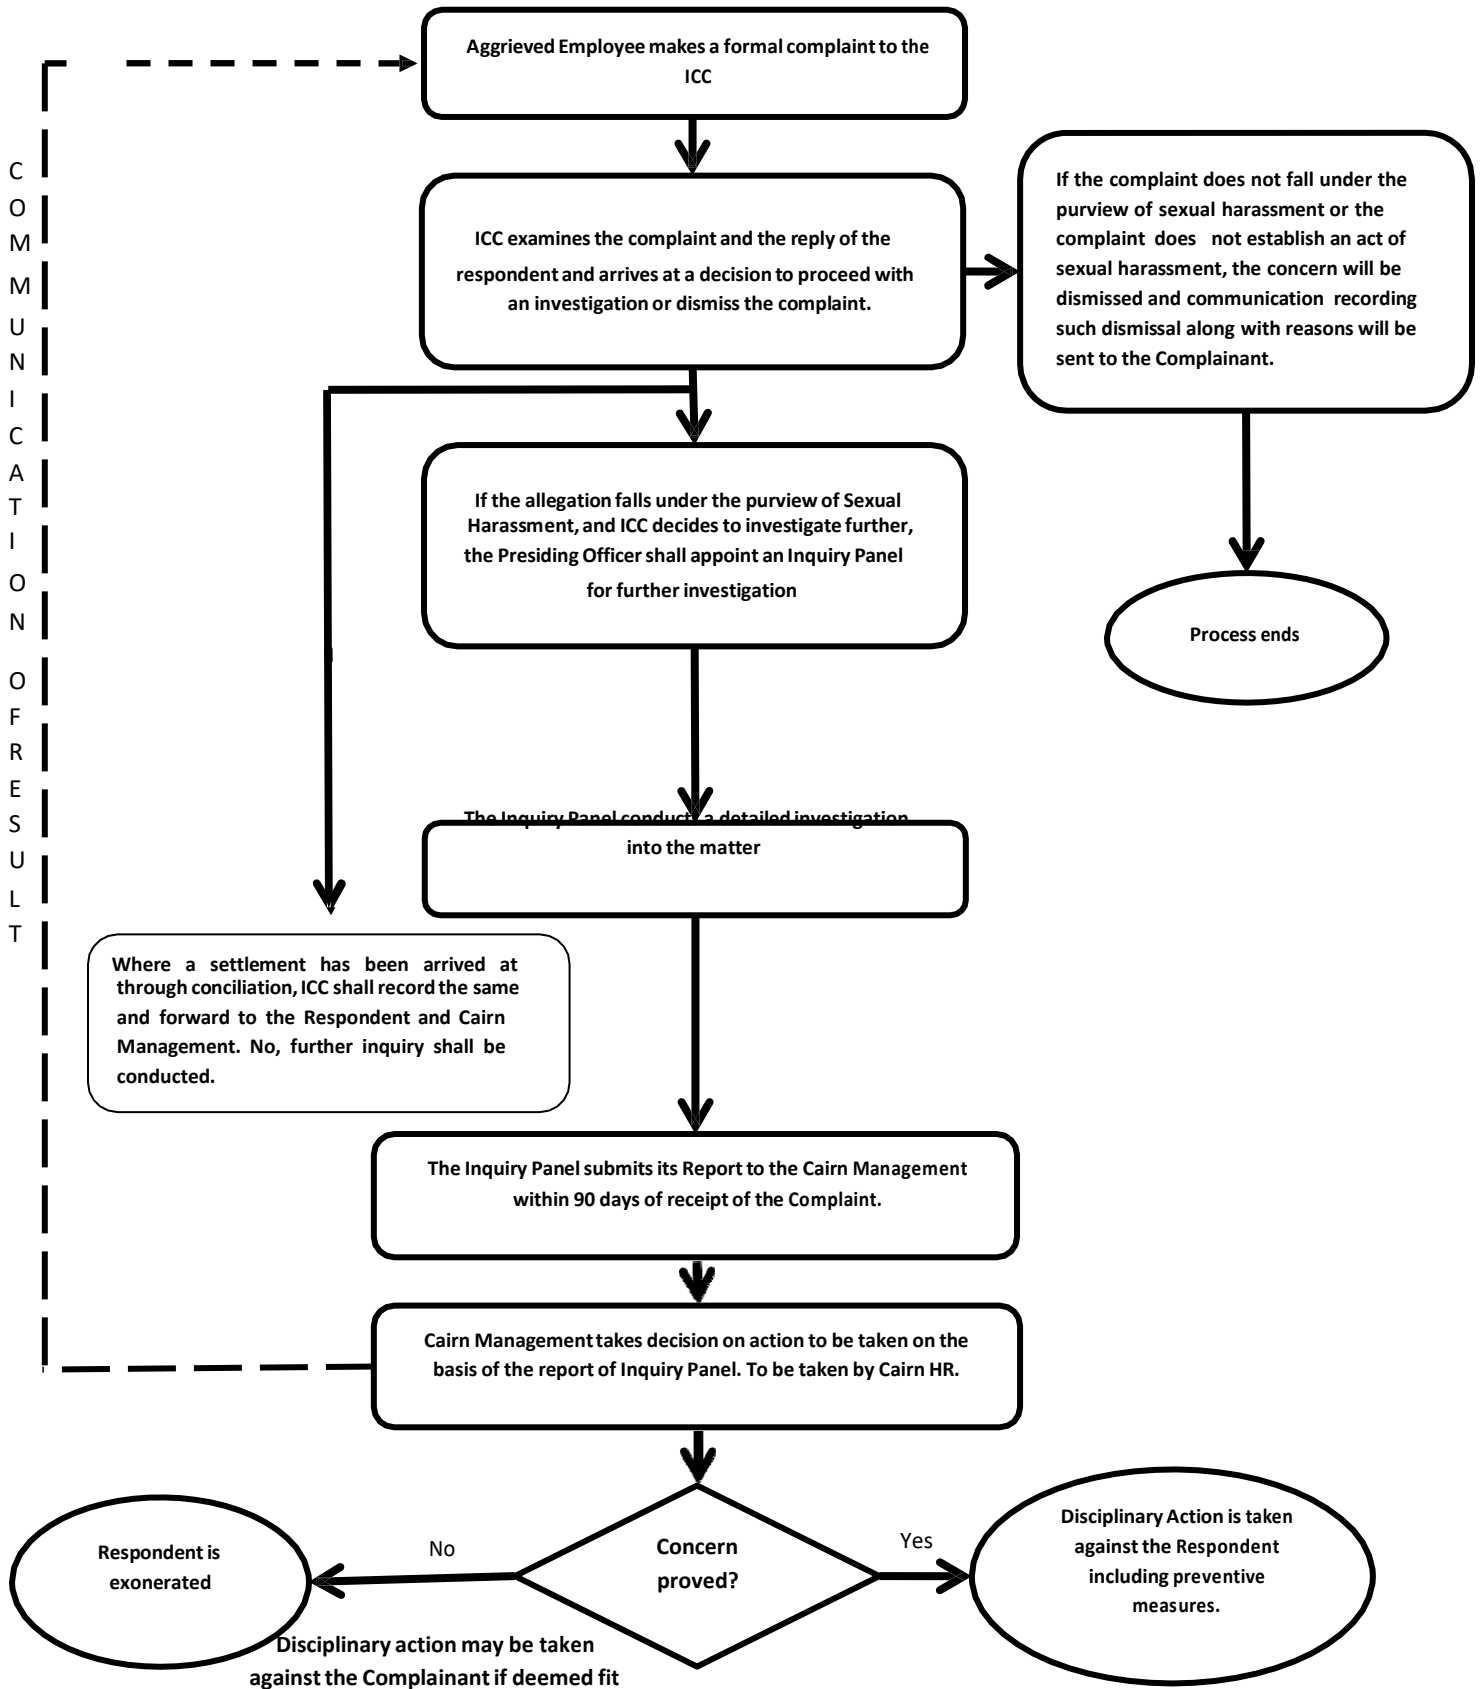 Aggrieved Employee makes a formal complaint to the
ICC
If the complaint does not fall under the
purview of sexual harassment or the
complaint does not establish an act of
sexual harassment, the concern will be
dismissed and communication recording
such dismissal along with reasons will be
sent to the Complainant.
ICC examines the complaint and the reply of the
respondent and arrives at a decision to proceed with
an investigation or dismiss the complaint.
If the allegation falls under the purview of Sexual
Harassment, and ICC decides to investigate further,
the Presiding Officer shall appoint an Inquiry Panel
for further investigation
Process ends
The Inquiry Panel conducts a detailed investigation
into the matter
Where a settlement has been arrived at
through conciliation, ICC shall record the same
and forward to the Respondent and Cairn
Management. No, further inquiry shall be
conducted.
The Inquiry Panel submits its Report to the Cairn Management
within 90 days of receipt of the Complaint.
Cairn Management takes decision on action to be taken on the
basis of the report of Inquiry Panel. To be taken by Cairn HR.
Concern
proved?
No
Yes
Respondent is
exonerated
Disciplinary Action is taken
against the Respondent
including preventive
measures.
Disciplinary action may be taken
against the Complainant if deemed fit
C
O
M
M
U
N
I
C
A
T
I
O
N
O
F
R
E
S
U
L
T